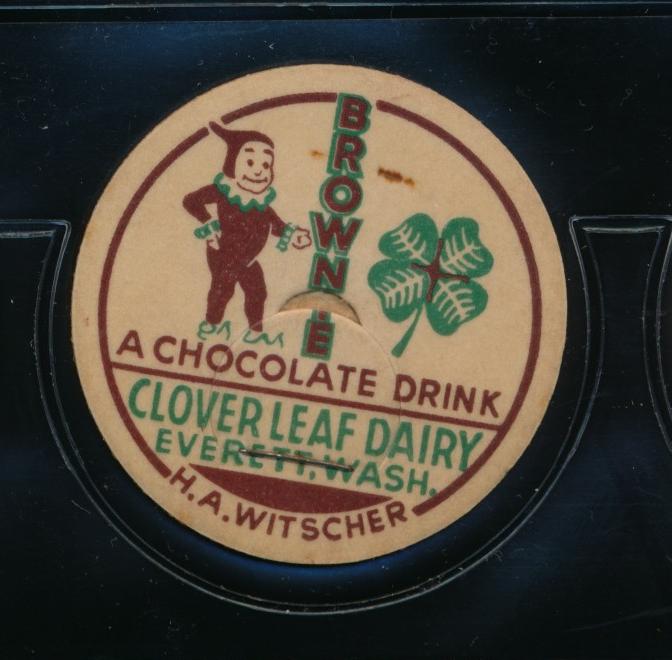 BROWNIE
A CHOCOLATE DRINK
CLOVER LEAF DAIRY
EVERETT, WASH.
H.A. WITSCHER